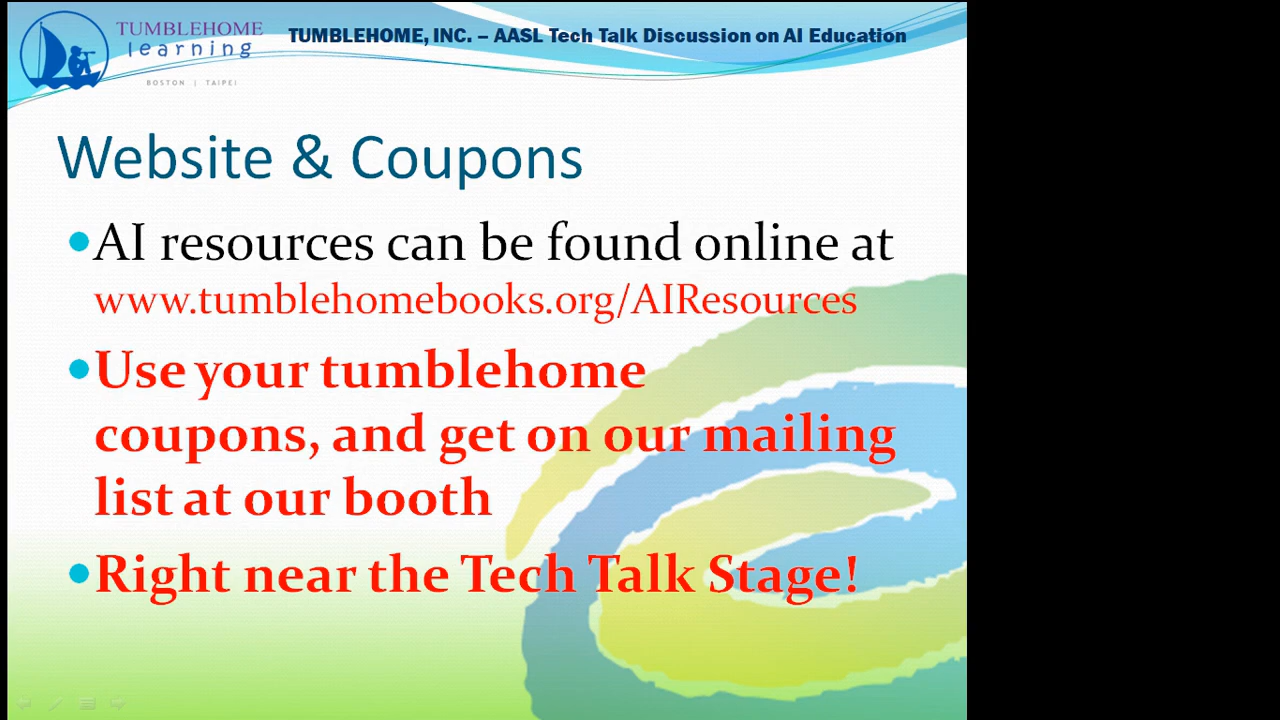 TUMBLEHOME
learning
BOSTON | TAIPEI
TUMBLEHOME, INC. – AASL Tech Talk Discussion on AI Education
Website & Coupons
•AI resources can be found online at
www.tumblehomebooks.org/AIResources
•Use your tumblehome
coupons, and get on our mailing
list at our booth
•Right near the Tech Talk Stage!